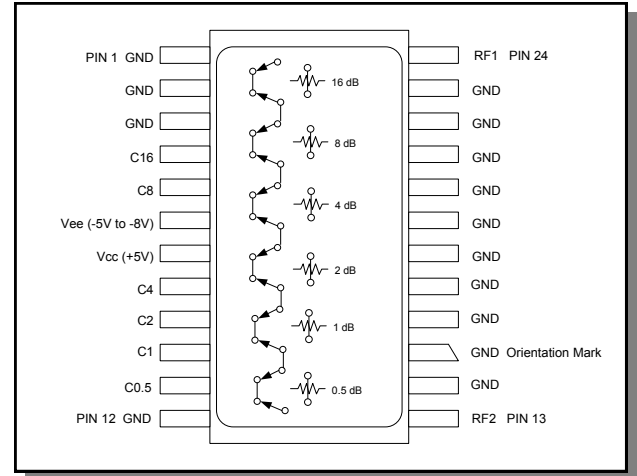 PIN 1 GND
GND
GND
C16
C8
Vee (-5V to -8V)
Vcc (+5V)
C4
C2
C1
C0.5
PIN 12 GND
16 dB
8 dB
4 dB
2 dB
1 dB
0.5 dB
RF1 PIN 24
GND
GND
GND
GND
GND
GND
GND
GND
GND Orientation Mark
GND
RF2 PIN 13